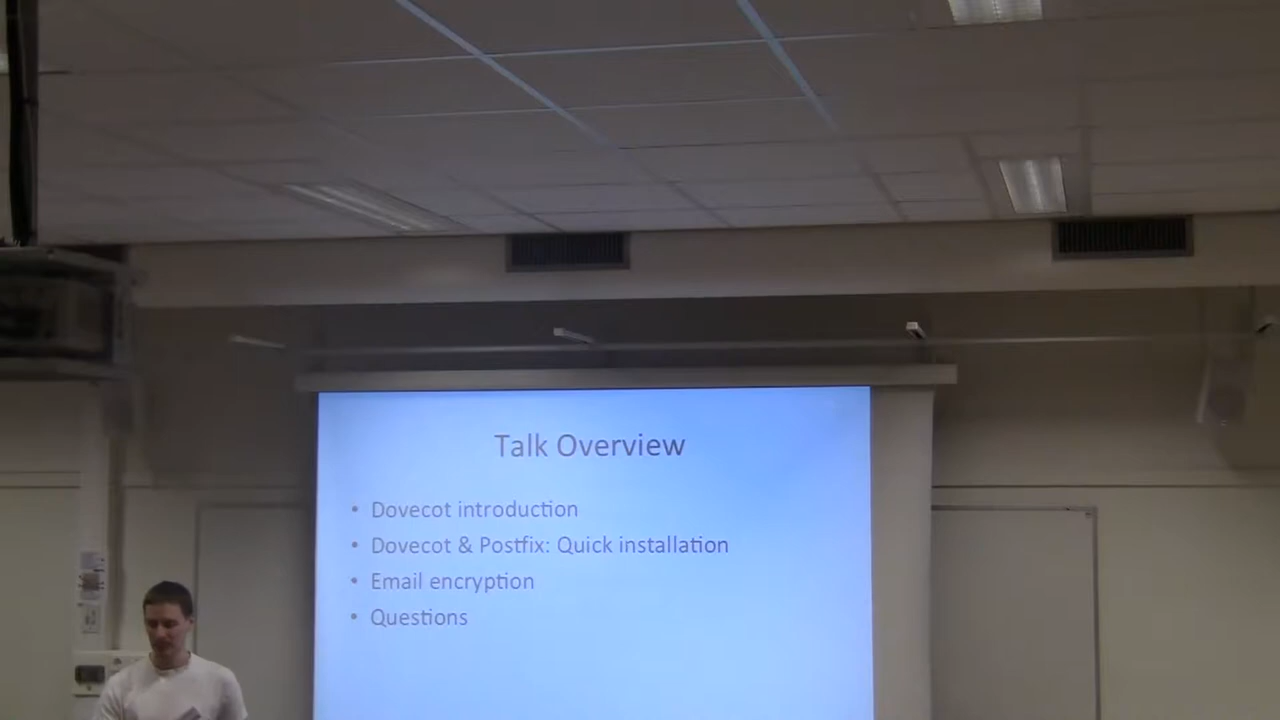 Talk Overview
• Dovecot introduction
• Dovecot & Postfix: Quick installation
• Email encryption
• Questions